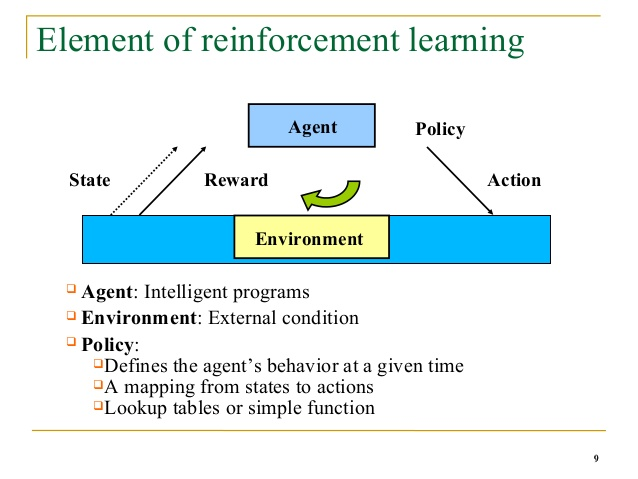 Element of reinforcement learning
Agent
Policy
State
Reward
Action
Environment
Agent: Intelligent programs
Environment: External condition
Policy:
Defines the agent’s behavior at a given time
A mapping from states to actions
Lookup tables or simple function
9